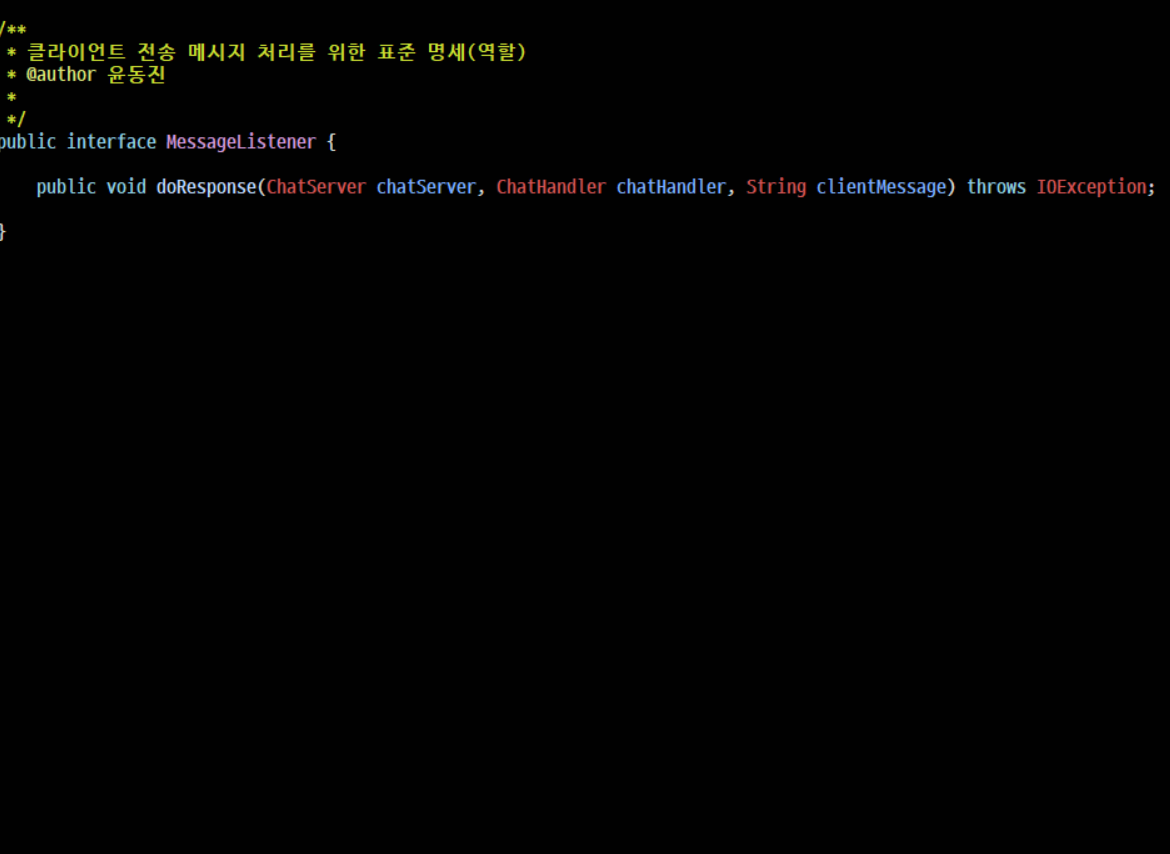 /**
 * 클라이언트 전송 메시지 처리를 위한 표준 명세(역할)
 * @author 윤동진
 *
 */
public interface MessageListener {
    public void doResponse(ChatServer chatServer, ChatHandler chatHandler, String clientMessage) throws IOException;
}